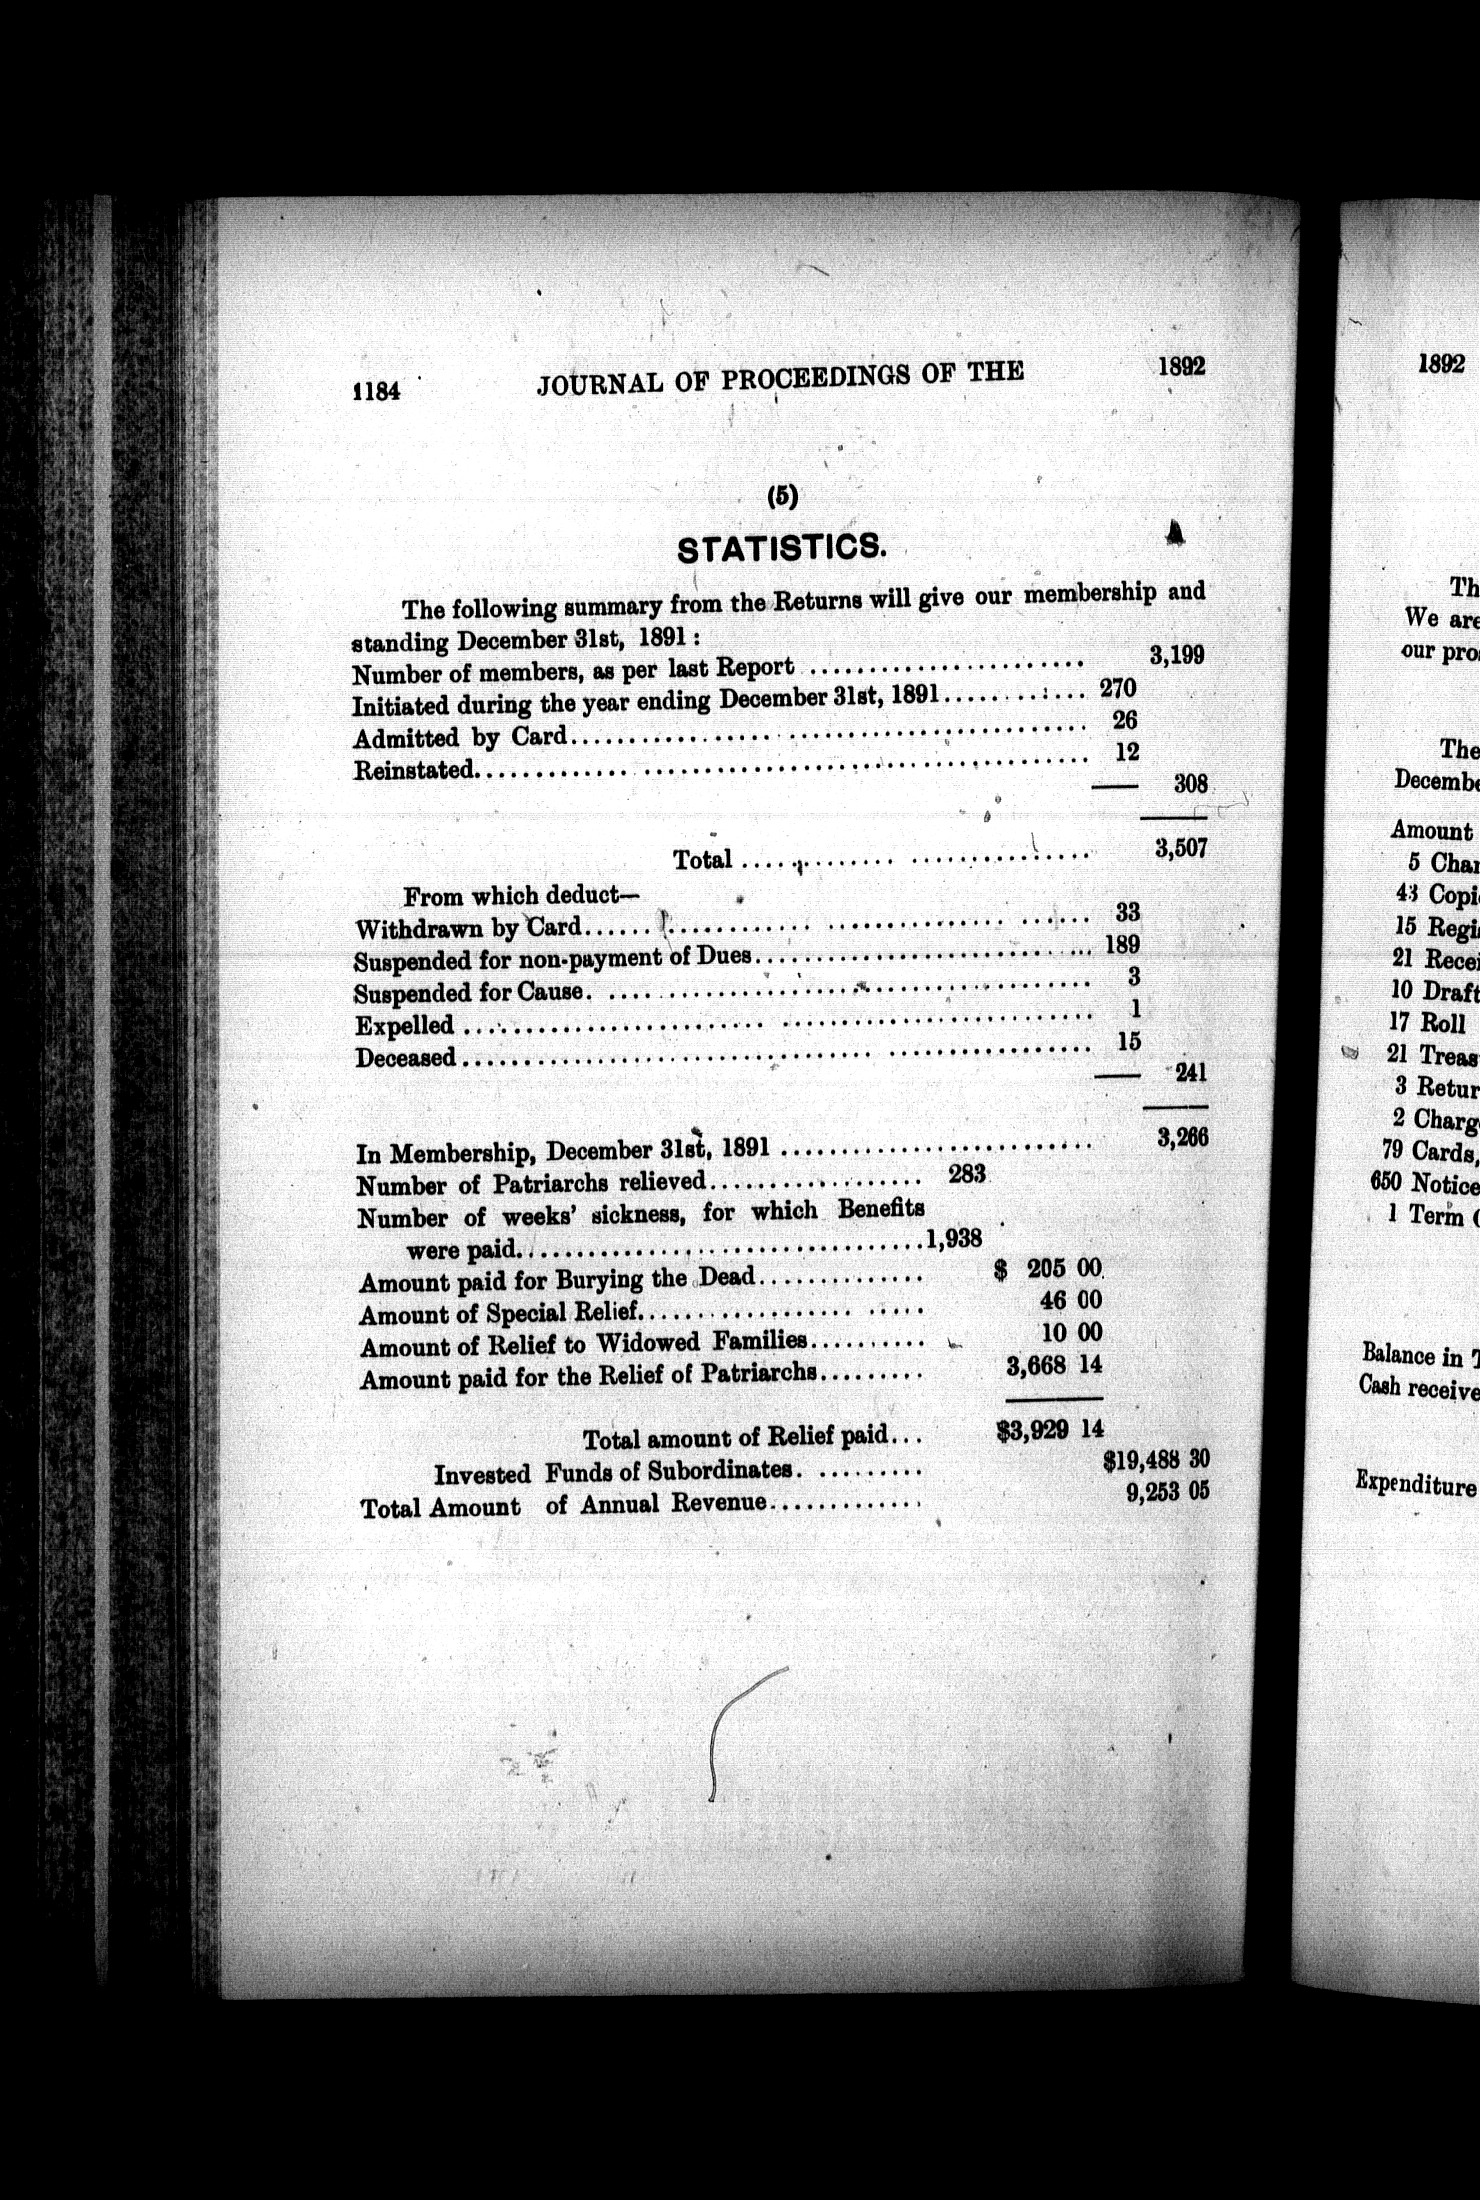 1184 JOURNAL OF PROCEEDINGS OF THE 1892
(5)
STATISTICS.
The following summary from the Returns will give our membership and
standing December 31st, 1891 :
Number of members, as per last Report ........................ 3,199
Initiated during the year ending December 31st, 1891............. 270
Admitted by Card............................................ 26
Reinstated.................................................... 12
308
Total .............................. 3,507
From which deduct—
Withdrawn by Card............................................ 33
Suspended for non-payment of Dues............................. 189
Suspended for Cause. .......................................... 3
Expelled ...................................................... 1
Deceased...................................................... 15
241
In Membership, December 31st, 1891 ........................... 3,266
Number of Patriarchs relieved.................. 283
Number of weeks' sickness, for which Benefits
were paid...................................1,938
Amount paid for Burying the Dead.............. $ 205 00
Amount of Special Relief........................ 46 00
Amount of Relief to Widowed Families.......... 10 00
Amount paid for the Relief of Patriarchs......... 3,668 14
Total amount of Relief paid... $3,929 14
Invested Funds of Subordinates. ......... $19,488 30
Total Amount of Annual Revenue............. 9,253 05
1892
Th
We are
our pro
The
Decembe
Amount
5 Char
43 Copi
15 Regi
21 Recei
10 Draft
17 Roll
21 Treas
3 Retur
2 Charg
79 Cards,
650 Notice
1 Term
Balance in
Cash receive
Expenditure